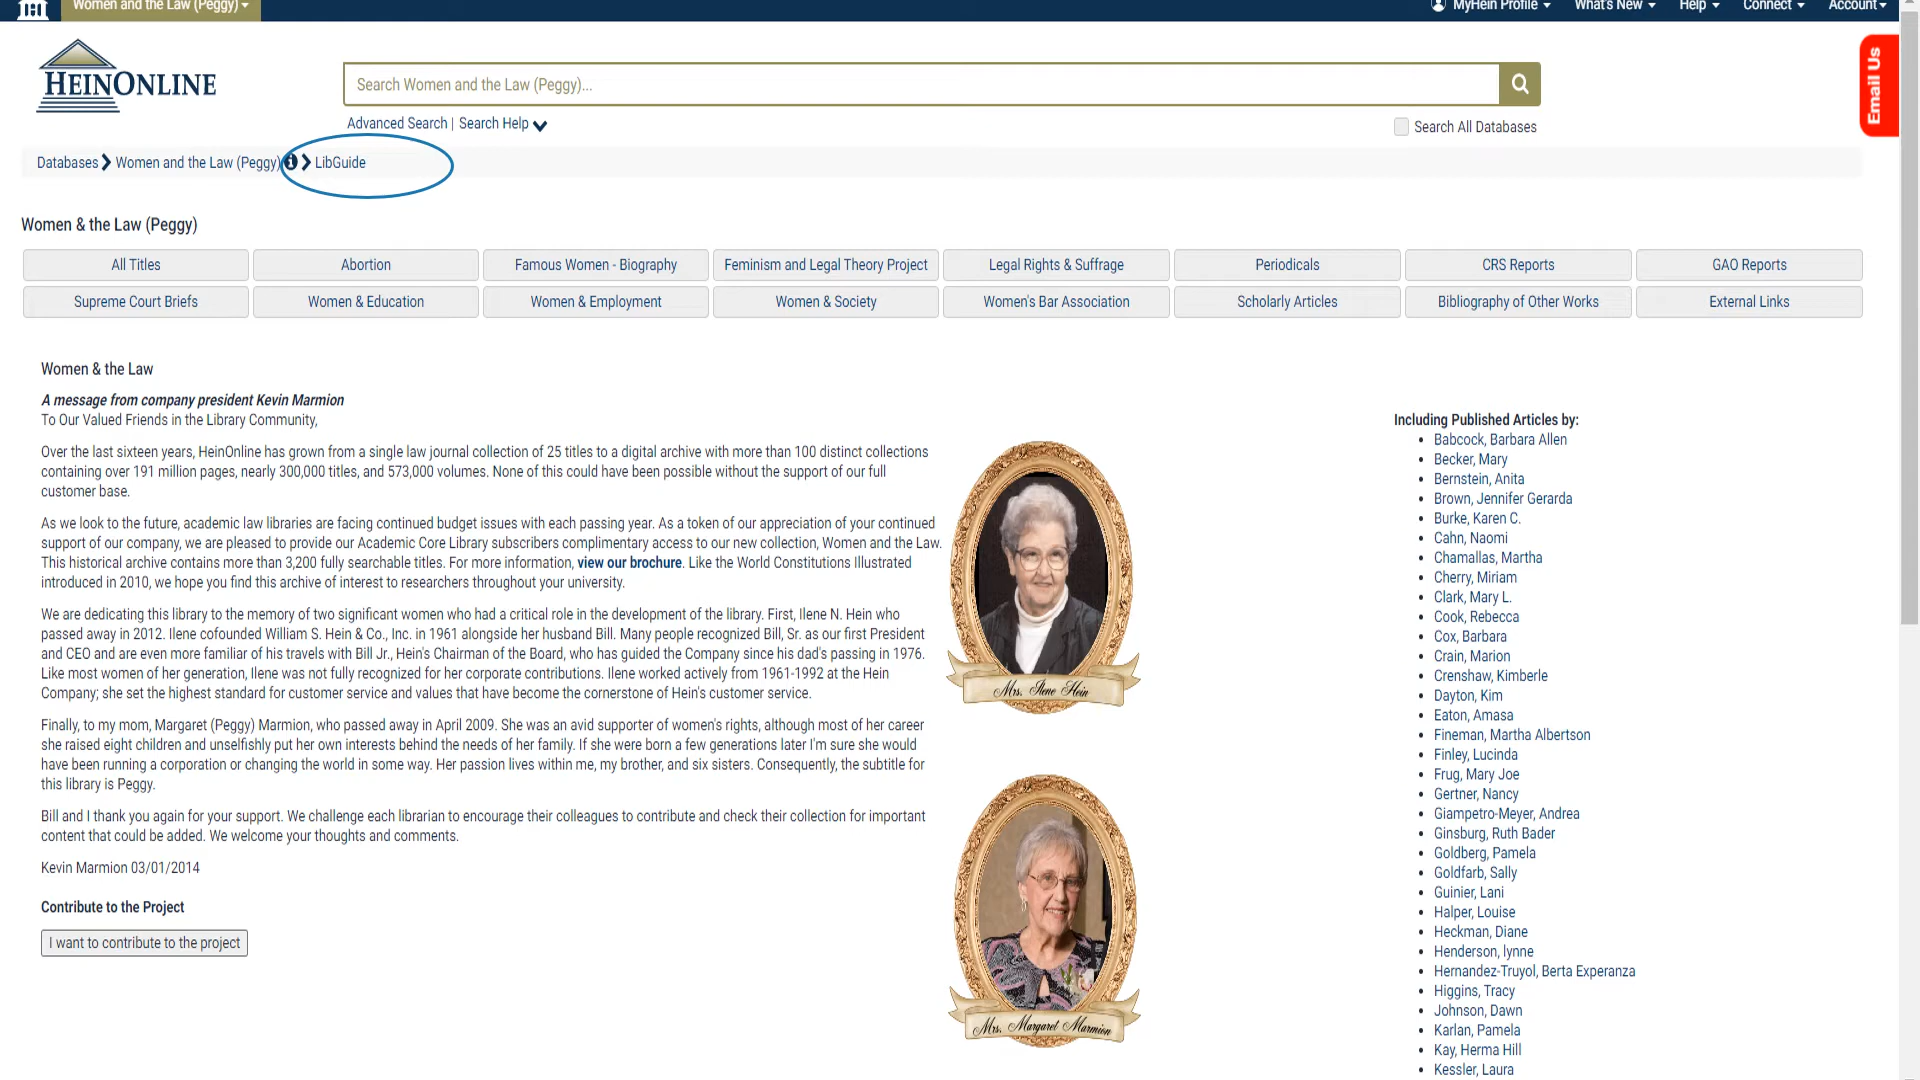 Women and the Law (Peggy)
MyHein Profile
What's New
Help
Connect
Account
HEINONLINE
Search Women and the Law (Peggy)...
Email Us
Advanced Search | Search Help
Search All Databases
Databases > Women and the Law (Peggy) > LibGuide
Women & the Law (Peggy)
All Titles
Abortion
Famous Women - Biography
Feminism and Legal Theory Project
Legal Rights & Suffrage
Periodicals
CRS Reports
GAO Reports
Supreme Court Briefs
Women & Education
Women & Employment
Women & Society
Women's Bar Association
Scholarly Articles
Bibliography of Other Works
External Links
Women & the Law
A message from company president Kevin Marmion
To Our Valued Friends in the Library Community,
Over the last sixteen years, HeinOnline has grown from a single law journal collection of 25 titles to a digital archive with more than 100 distinct collections
containing over 191 million pages, nearly 300,000 titles, and 573,000 volumes. None of this could have been possible without the support of our full
customer base.
As we look to the future, academic law libraries are facing continued budget issues with each passing year. As a token of our appreciation of your continued
support of our company, we are pleased to provide our Academic Core Library subscribers complimentary access to our new collection, Women and the Law.
This historical archive contains more than 3,200 fully searchable titles. For more information, view our brochure. Like the World Constitutions Illustrated
introduced in 2010, we hope you find this archive of interest to researchers throughout your university.
We are dedicating this library to the memory of two significant women who had a critical role in the development of the library. First, Ilene N. Hein who
passed away in 2012. Ilene cofounded William S. Hein & Co., Inc. in 1961 alongside her husband Bill. Many people recognized Bill, Sr. as our first President
and CEO and are even more familiar of his travels with Bill Jr., Hein's Chairman of the Board, who has guided the Company since his dad's passing in 1976.
Like most women of her generation, Ilene was not fully recognized for her corporate contributions. Ilene worked actively from 1961-1992 at the Hein
Company; she set the highest standard for customer service and values that have become the cornerstone of Hein's customer service.
Finally, to my mom, Margaret (Peggy) Marmion, who passed away in April 2009. She was an avid supporter of women's rights, although most of her career
she raised eight children and unselfishly put her own interests behind the needs of her family. If she were born a few generations later I'm sure she would
have been running a corporation or changing the world in some way. Her passion lives within me, my brother, and six sisters. Consequently, the subtitle for
this library is Peggy.
Bill and I thank you again for your support. We challenge each librarian to encourage their colleagues to contribute and check their collection for important
content that could be added. We welcome your thoughts and comments.
Kevin Marmion 03/01/2014
Contribute to the Project
I want to contribute to the project
Mrs. Ilene Hein
Mrs. Margaret Marmion
Including Published Articles by:
Babcock, Barbara Allen
Becker, Mary
Bernstein, Anita
Brown, Jennifer Gerarda
Burke, Karen C.
Cahn, Naomi
Chamallas, Martha
Cherry, Miriam
Clark, Mary L.
Cook, Rebecca
Cox, Barbara
Crain, Marion
Crenshaw, Kimberle
Dayton, Kim
Eaton, Amasa
Fineman, Martha Albertson
Finley, Lucinda
Frug, Mary Joe
Gertner, Nancy
Giampetro-Meyer, Andrea
Ginsburg, Ruth Bader
Goldberg, Pamela
Goldfarb, Sally
Guinier, Lani
Halper, Louise
Heckman, Diane
Henderson, lynne
Hernandez-Truyol, Berta Esperanza
Higgins, Tracy
Johnson, Dawn
Karlan, Pamela
Kay, Herma Hill
Kessler, Laura